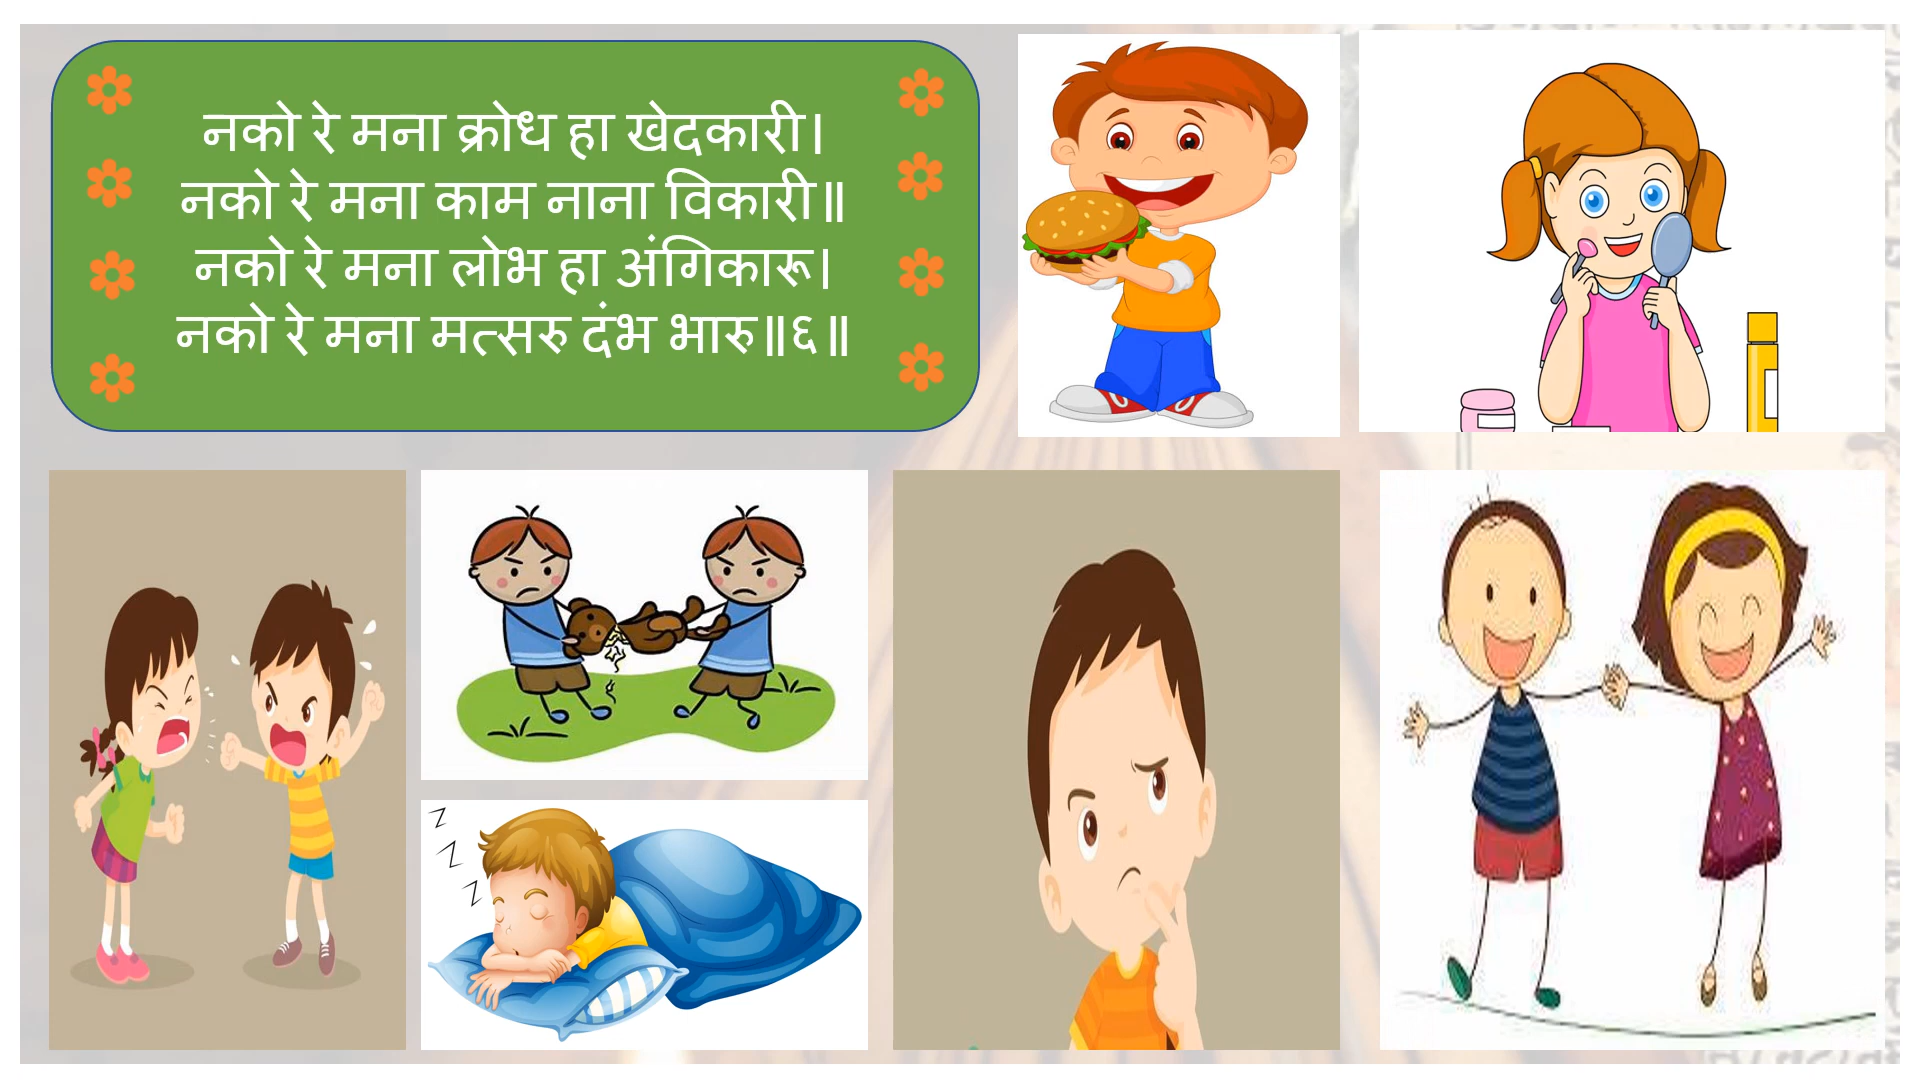 नको रे मना क्रोध हा खेदकारी।
नको रे मना काम नाना विकारी॥
नको रे मना लोभ हा अंगिकारू।
नको रे मना मत्सरु दंभ भारु॥६॥
Z
Z
Z